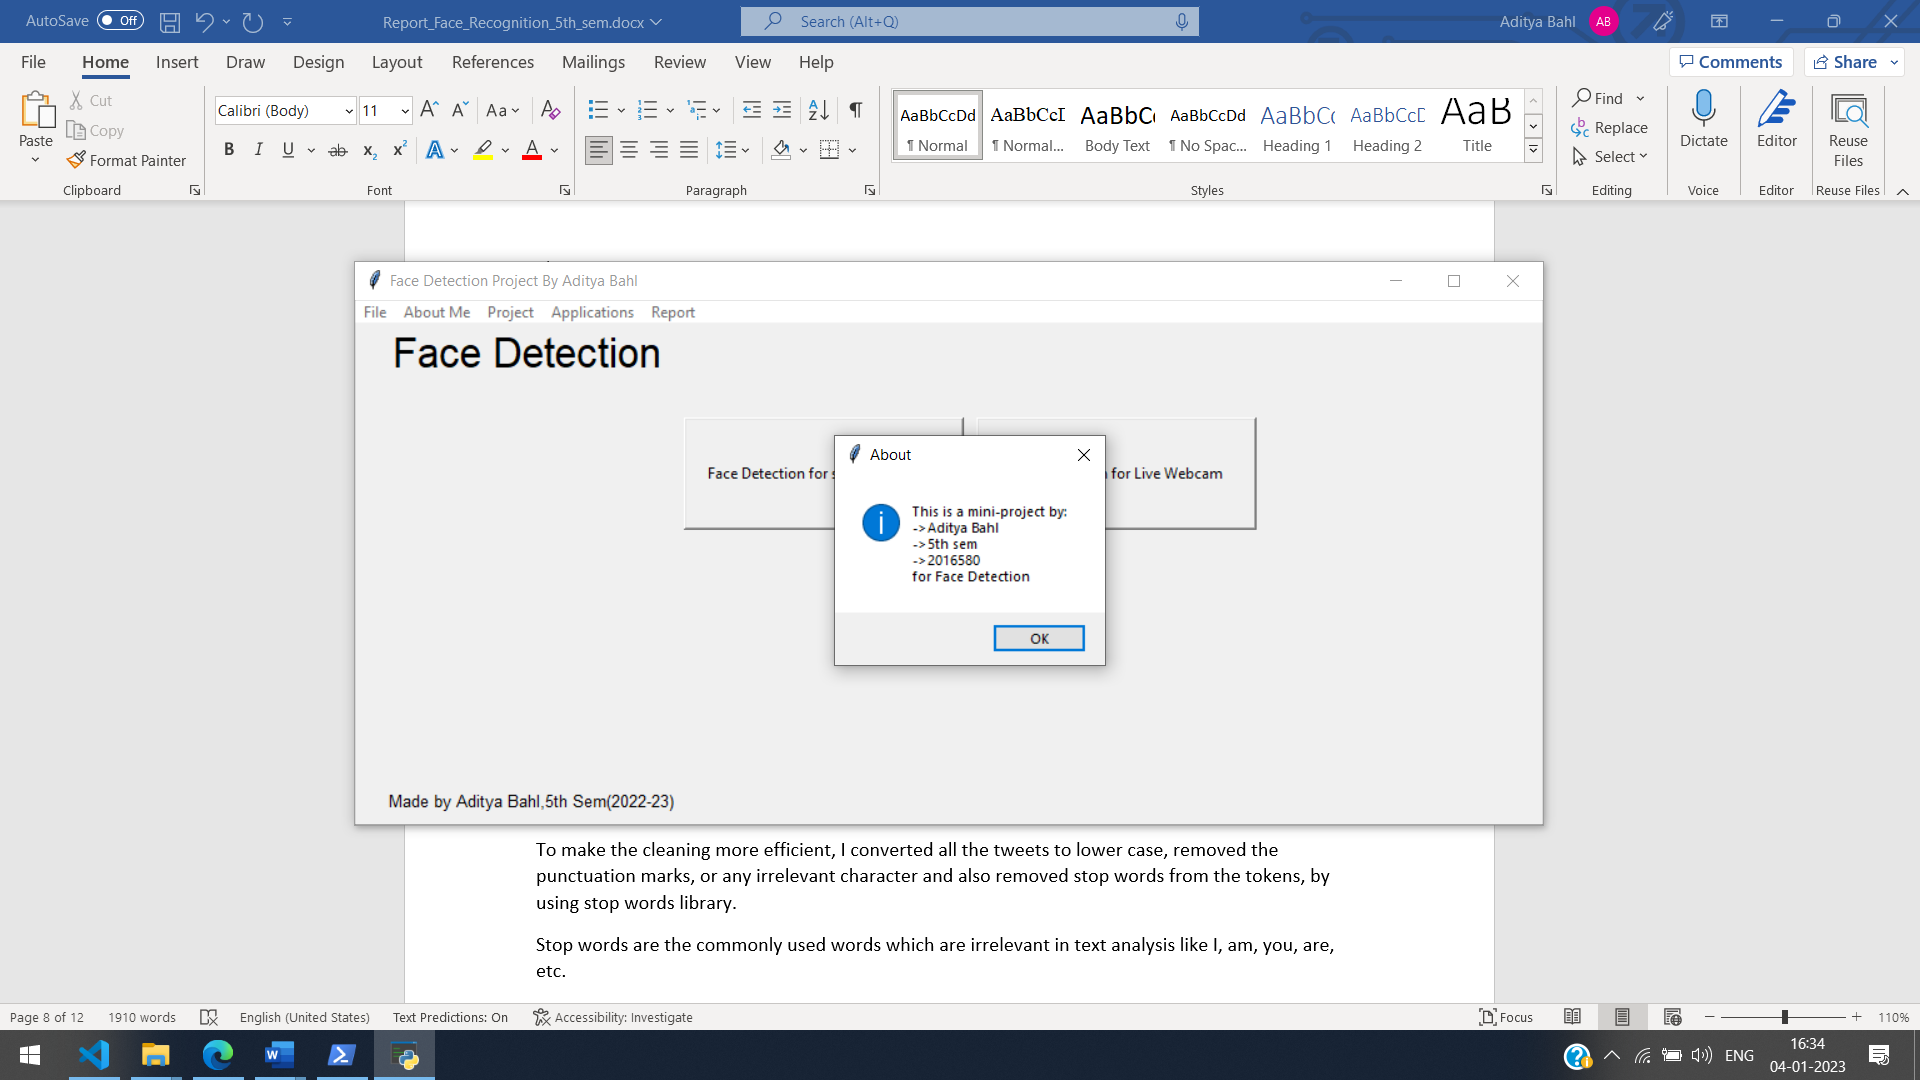 AutoSave Off Report_Face_Recognition_5th_sem.docx Search (Alt+Q) Aditya Bahl AB
File Home Insert Draw Design Layout References Mailings Review View Help Comments Share
Paste
Cut
Copy
Format Painter
Clipboard
Calibri (Body) 11
Font
Paragraph
AaBbCcDd
¶ Normal
¶ Normal...
Body Text
AaBbCcDd
¶ No Spac...
Heading 1
Heading 2
AaB
Title
Styles
Find
Replace
Select
Editing
Dictate
Voice
Editor
Editor
Reuse
Files
Reuse Files
Face Detection Project By Aditya Bahl
File About Me Project Applications Report
Face Detection
Face Detection for
for Live Webcam
About
This is a mini-project by:
->Aditya Bahl
->5th sem
->2016580
for Face Detection
OK
Made by Aditya Bahl,5th Sem(2022-23)
To make the cleaning more efficient, I converted all the tweets to lower case, removed the
punctuation marks, or any irrelevant character and also removed stop words from the tokens, by
using stop words library.
Stop words are the commonly used words which are irrelevant in text analysis like I, am, you, are,
etc.
Page 8 of 12 1910 words English (United States) Text Predictions: On Accessibility: Investigate Focus 110%
ENG
16:34
04-01-2023